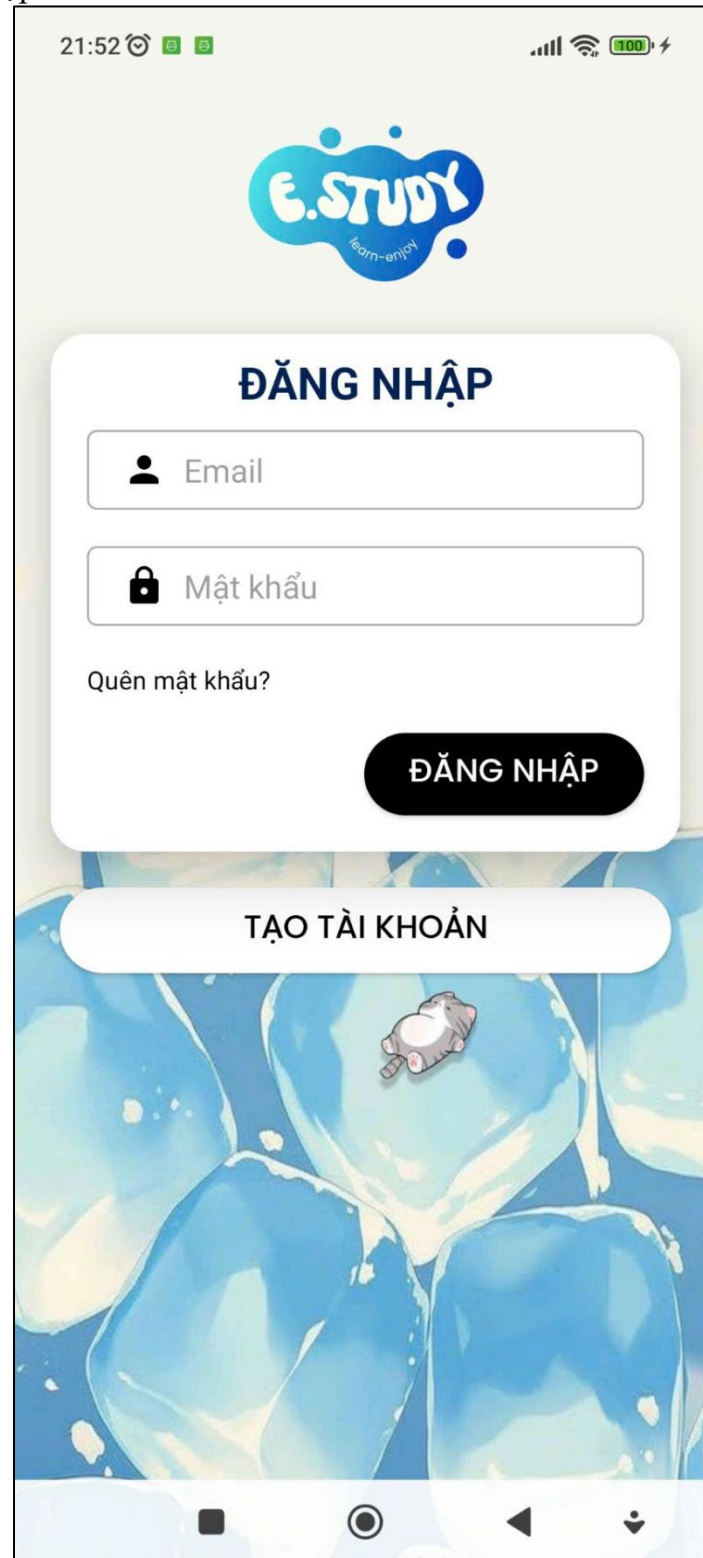 21:52
100
E.STUDY
learn-enjoy
ĐĂNG NHẬP
Email
Mật khẩu
Quên mật khẩu?
ĐĂNG NHẬP
TẠO TÀI KHOẢN